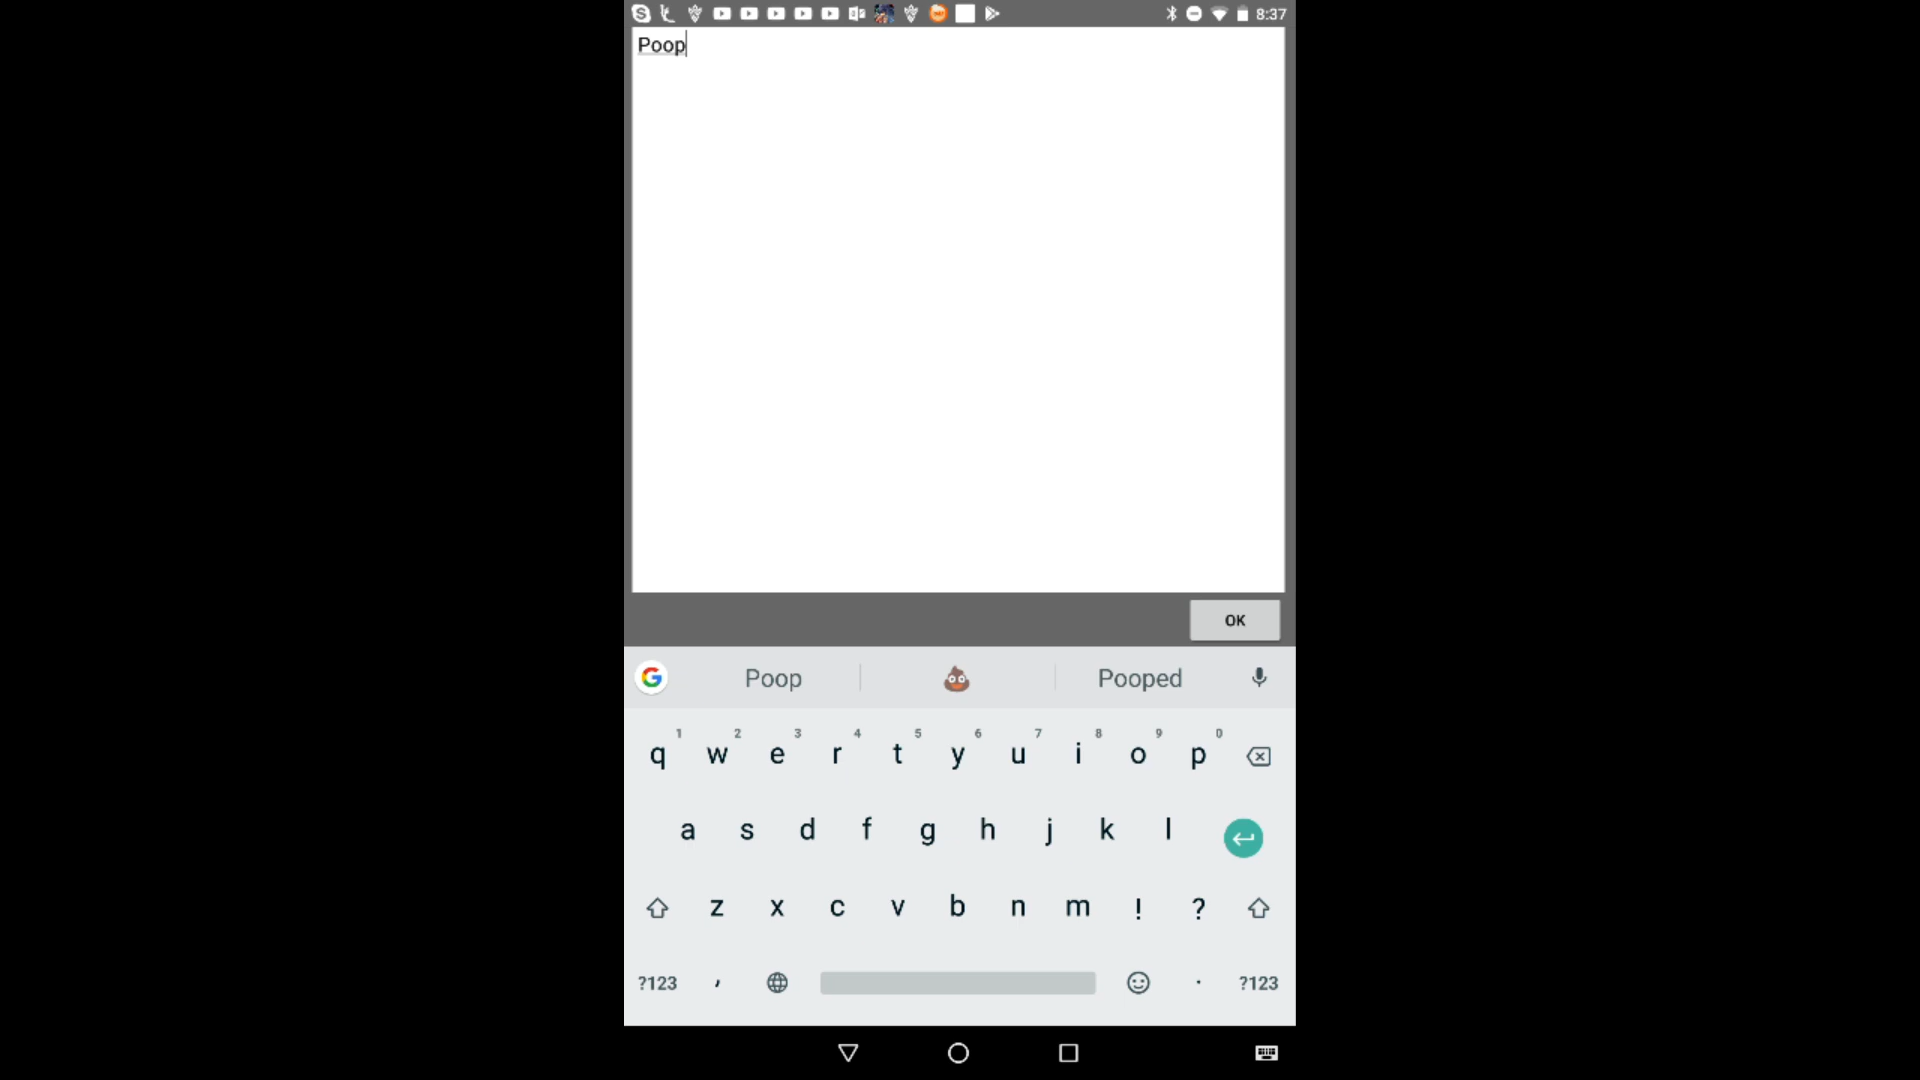 8:37
Poop
OK
Poop Pooped
1 2 3 4 5 6 7 8 9 0
q w e r t y u i o p
a s d f g h j k l
z x c v b n m ! ?
?123 , . ?123